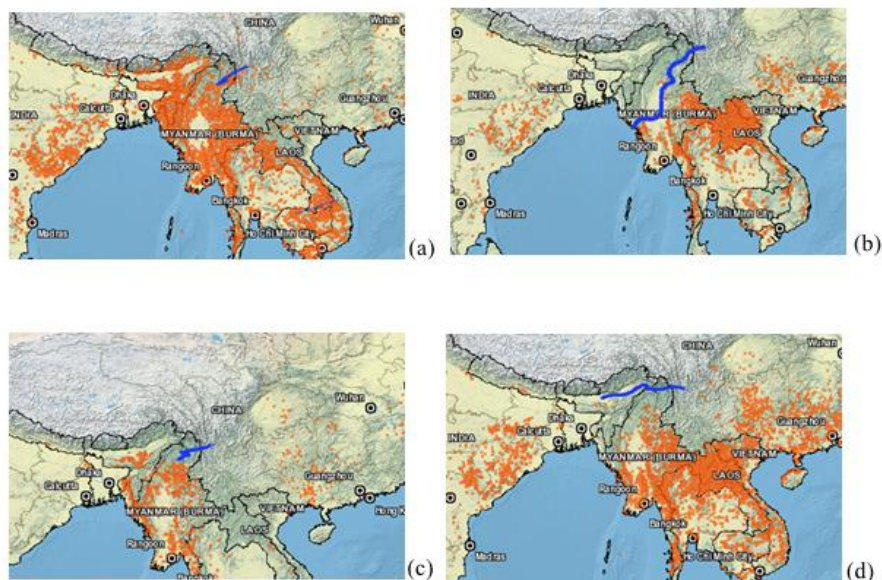 CHINA
Wuhan
Dhaka
Guangzhou
Calcutta
INDIA
MYANMAR (BURMA)
VIETNAM
LAOS
Rangoon
Bangkok
Madras
Ho Chi Minh City
(a)
CHINA
Wuhan
Dhaka
Guangzhou
Calcutta
INDIA
MYANMAR (BURMA)
VIETNAM
LAOS
Rangoon
Bangkok
Madras
Ho Chi Minh City
(b)
CHINA
Wuhan
Dhaka
Guangzhou
Calcutta
Hong K
MYANMAR (BURMA)
VIETNAM
LAOS
Rangoon
Bangkok
(c)
CHINA
Wuhan
Dhaka
Guangzhou
Calcutta
INDIA
MYANMAR (BURMA)
VIETNAM
LAOS
Rangoon
Bangkok
Madras
Ho Chi Minh City
(d)